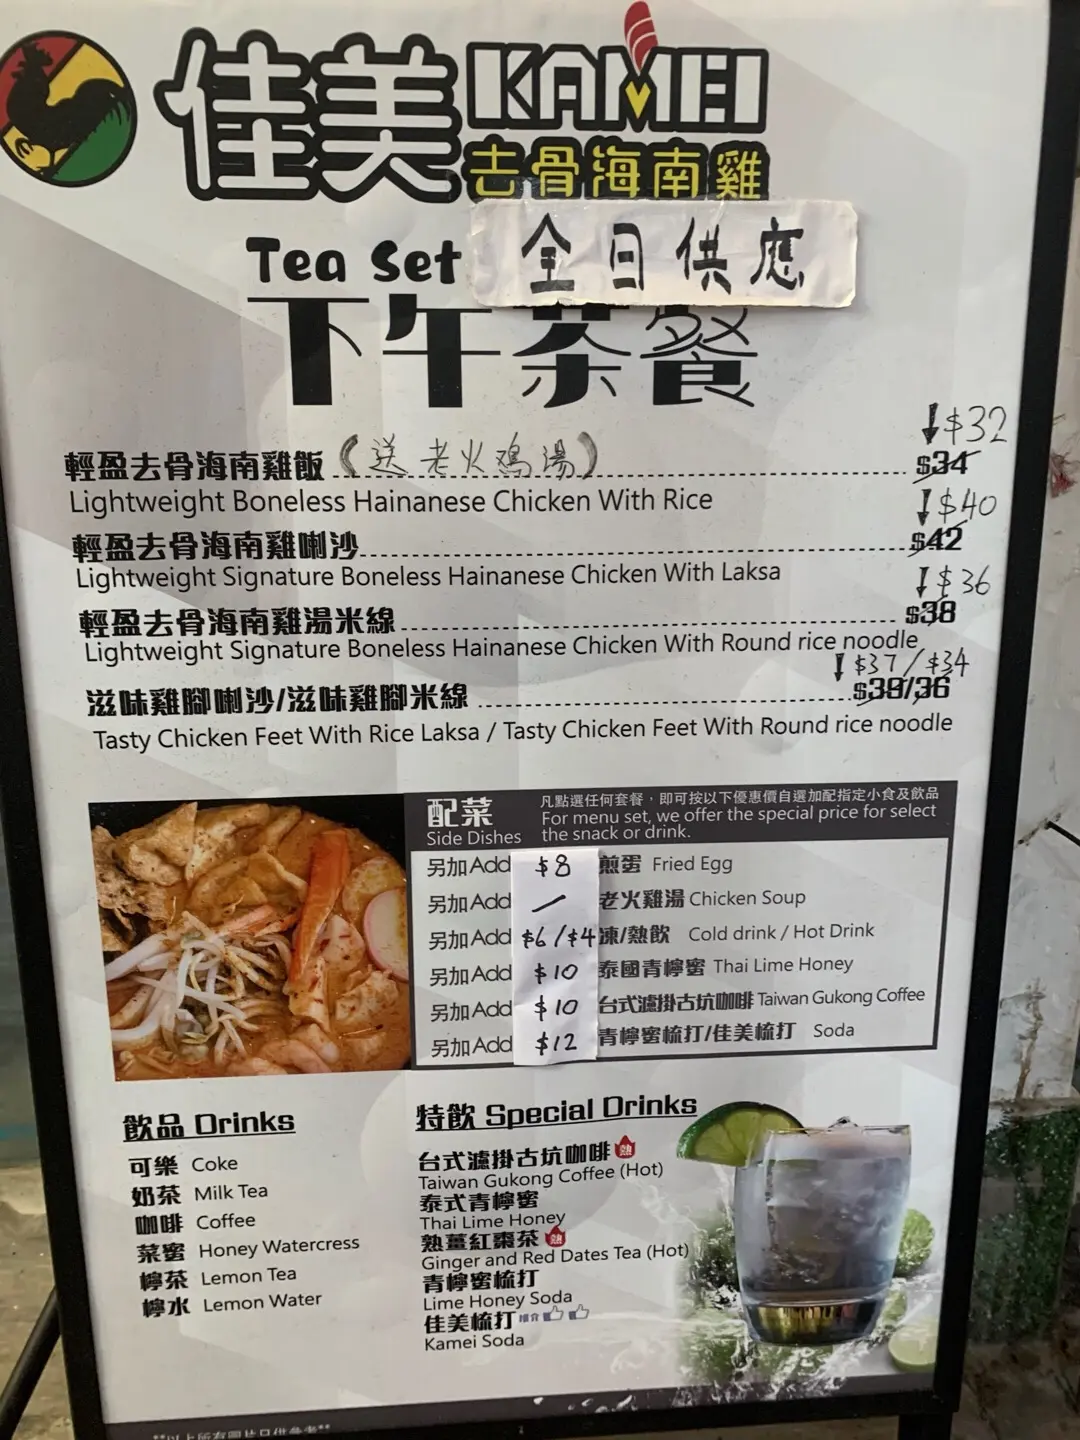 佳美 KAMEI
去骨海南雞
全日供應
Tea Set
下午茶餐
↓$32
輕盈去骨海南雞飯 (送老火鸡湯) $34
Lightweight Boneless Hainanese Chicken With Rice
↓$40
輕盈去骨海南雞喇沙 $42
Lightweight Signature Boneless Hainanese Chicken With Laksa
↓$36
輕盈去骨海南雞湯米線 $38
Lightweight Signature Boneless Hainanese Chicken With Round rice noodle
↓$37/$34
滋味雞腳喇沙/滋味雞腳米線 $39/36
Tasty Chicken Feet With Rice Laksa / Tasty Chicken Feet With Round rice noodle
配菜
Side Dishes
凡點選任何套餐，即可按以下優惠價自選加配指定小食及飲品
For menu set, we offer the special price for select
the snack or drink.
另加Add $8 煎蛋 Fried Egg
另加Add — 老火雞湯 Chicken Soup
另加Add $6/$4 凍/熱飲 Cold drink / Hot Drink
另加Add $10 泰國青檸蜜 Thai Lime Honey
另加Add $10 台式濾掛古坑咖啡 Taiwan Gukong Coffee
另加Add $12 青檸蜜梳打/佳美梳打 Soda
飲品 Drinks
可樂 Coke
奶茶 Milk Tea
咖啡 Coffee
菜蜜 Honey Watercress
檸茶 Lemon Tea
檸水 Lemon Water
特飲 Special Drinks
台式濾掛古坑咖啡 熱
Taiwan Gukong Coffee (Hot)
泰式青檸蜜
Thai Lime Honey
熟薑紅棗茶 熱
Ginger and Red Dates Tea (Hot)
青檸蜜梳打
Lime Honey Soda
佳美梳打 推介
Kamei Soda
**以上所有圖片只供參考**